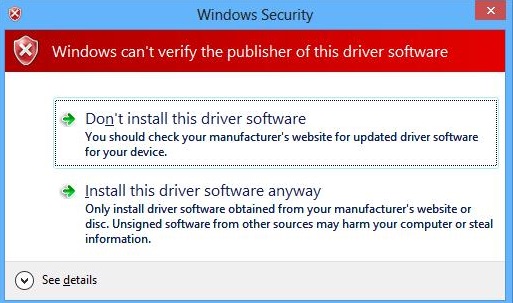 Windows Security
Windows can't verify the publisher of this driver software
Don't install this driver software
You should check your manufacturer's website for updated driver software
for your device.
Install this driver software anyway
Only install driver software obtained from your manufacturer's website or
disc. Unsigned software from other sources may harm your computer or steal
information.
See details